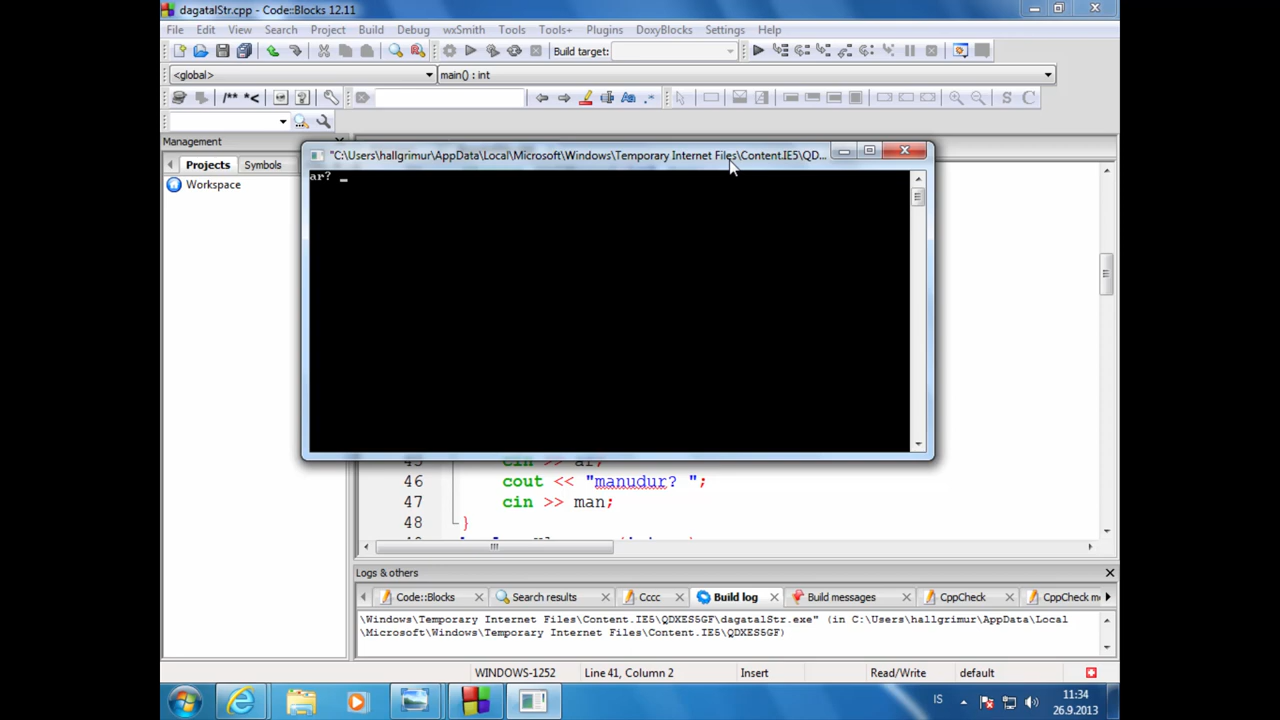 dagatalStr.cpp - Code::Blocks 12.11
File Edit View Search Project Build Debug wxSmith Tools Tools+ Plugins DoxyBlocks Settings Help
Build target:
<global> main() : int
/** *<
Aa .*
S C
Management
Projects Symbols
Workspace
"C:\Users\hallgrimur\AppData\Local\Microsoft\Windows\Temporary Internet Files\Content.IE5\QD...
ar? _
45 cin >> ar;
46 cout << "manudur? ";
47 cin >> man;
48 }
Logs & others
Code::Blocks Search results Cccc Build log Build messages CppCheck CppCheck me
\Windows\Temporary Internet Files\Content.IE5\QDXES5GF\dagatalStr.exe" (in C:\Users\hallgrimur\AppData\Local
\Microsoft\Windows\Temporary Internet Files\Content.IE5\QDXES5GF)
WINDOWS-1252 Line 41, Column 2 Insert Read/Write default
IS 11:34
26.9.2013